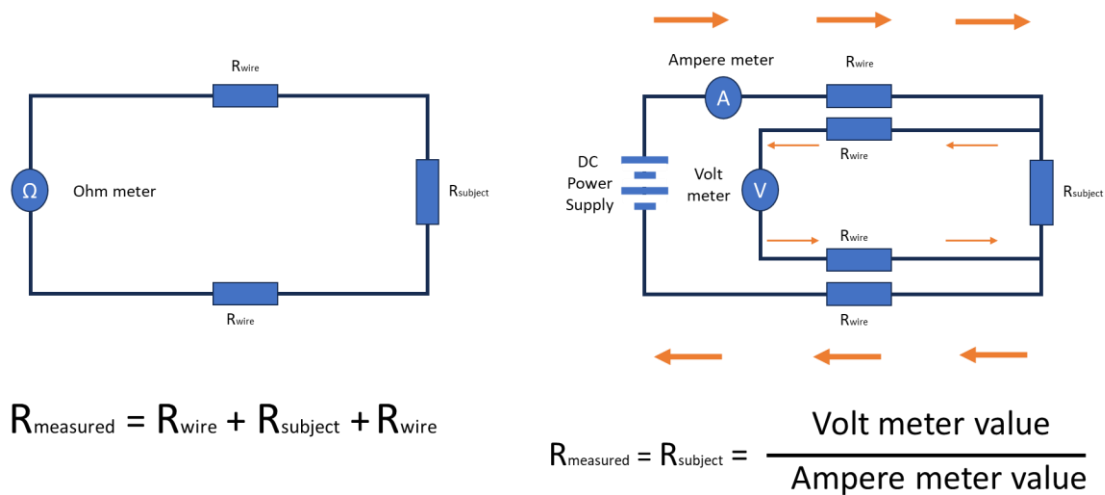 Rwire
Ω
Ohm meter
Rsubject
Rwire
Rmeasured = Rwire + Rsubject + Rwire
Ampere meter
Rwire
A
Rwire
DC
Power
Supply
Volt
meter
V
Rsubject
Rwire
Rwire
Rmeasured = Rsubject =
Volt meter value
Ampere meter value